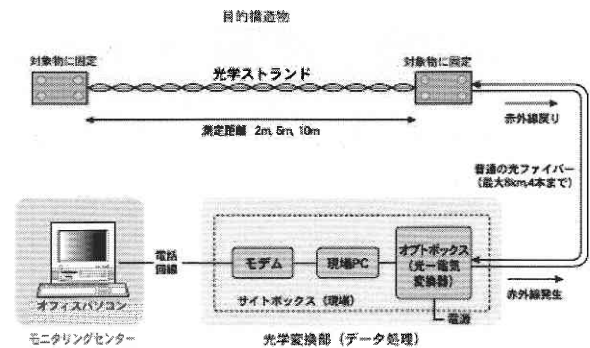 目的構造物
対象物に固定
光学ストランド
対象物に固定
測定距離 2m, 5m, 10m
赤外線戻り
普通の光ファイバー
(最大8km,4本まで)
電話
回線
モデム
現場PC
オプトボックス
(光ー電気
変換器)
赤外線発生
オフィスパソコン
サイトボックス(現場)
電源
モニタリングセンター
光学変換部(データ処理)